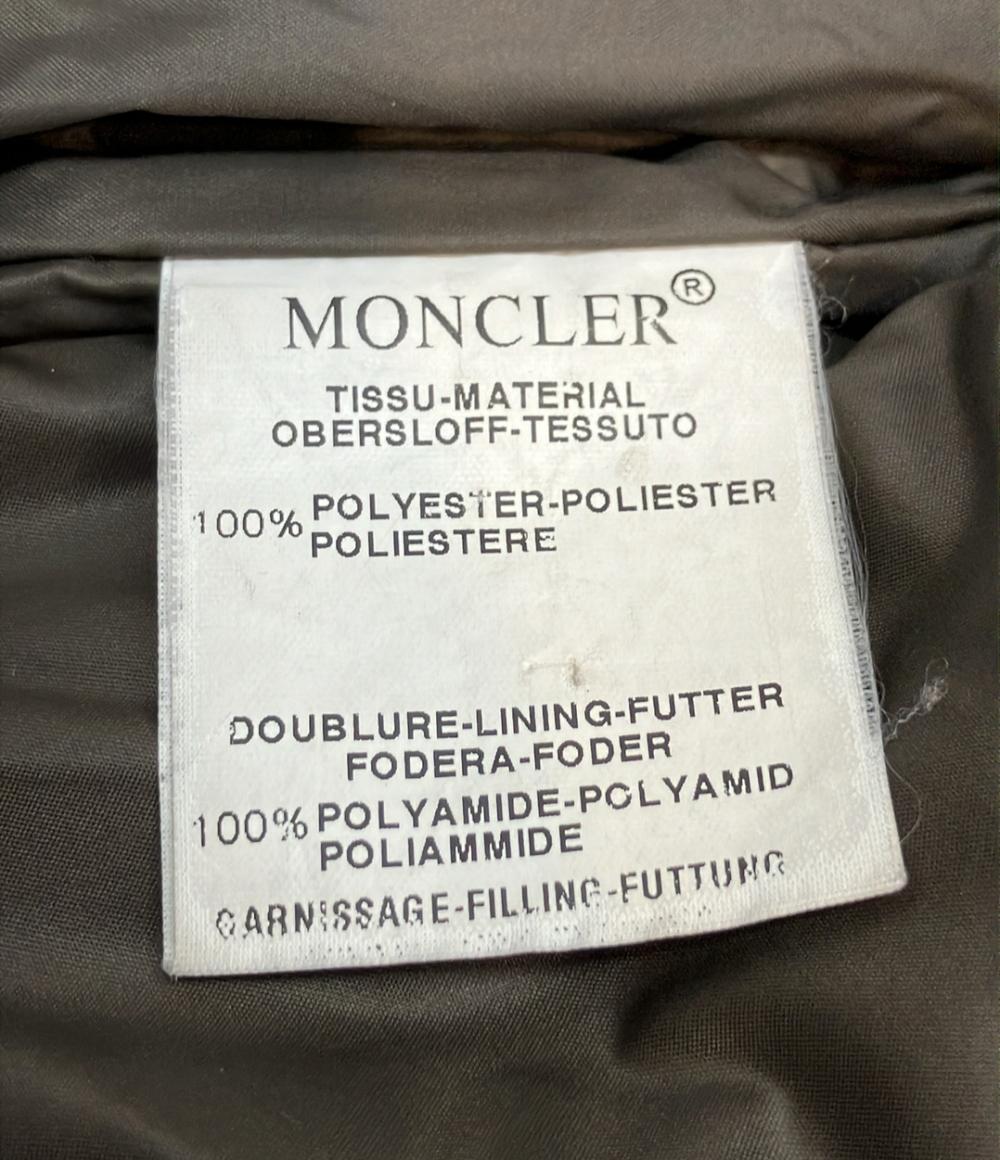 MONCLER®
TISSU-MATERIAL
OBERSLOFF-TESSUTO
100% POLYESTER-POLIESTER
POLIESTERE
DOUBLURE-LINING-FUTTER
FODERA-FODER
100% POLYAMIDE-POLYAMID
POLIAMMIDE
GARNISSAGE-FILLING-FUTTUNG